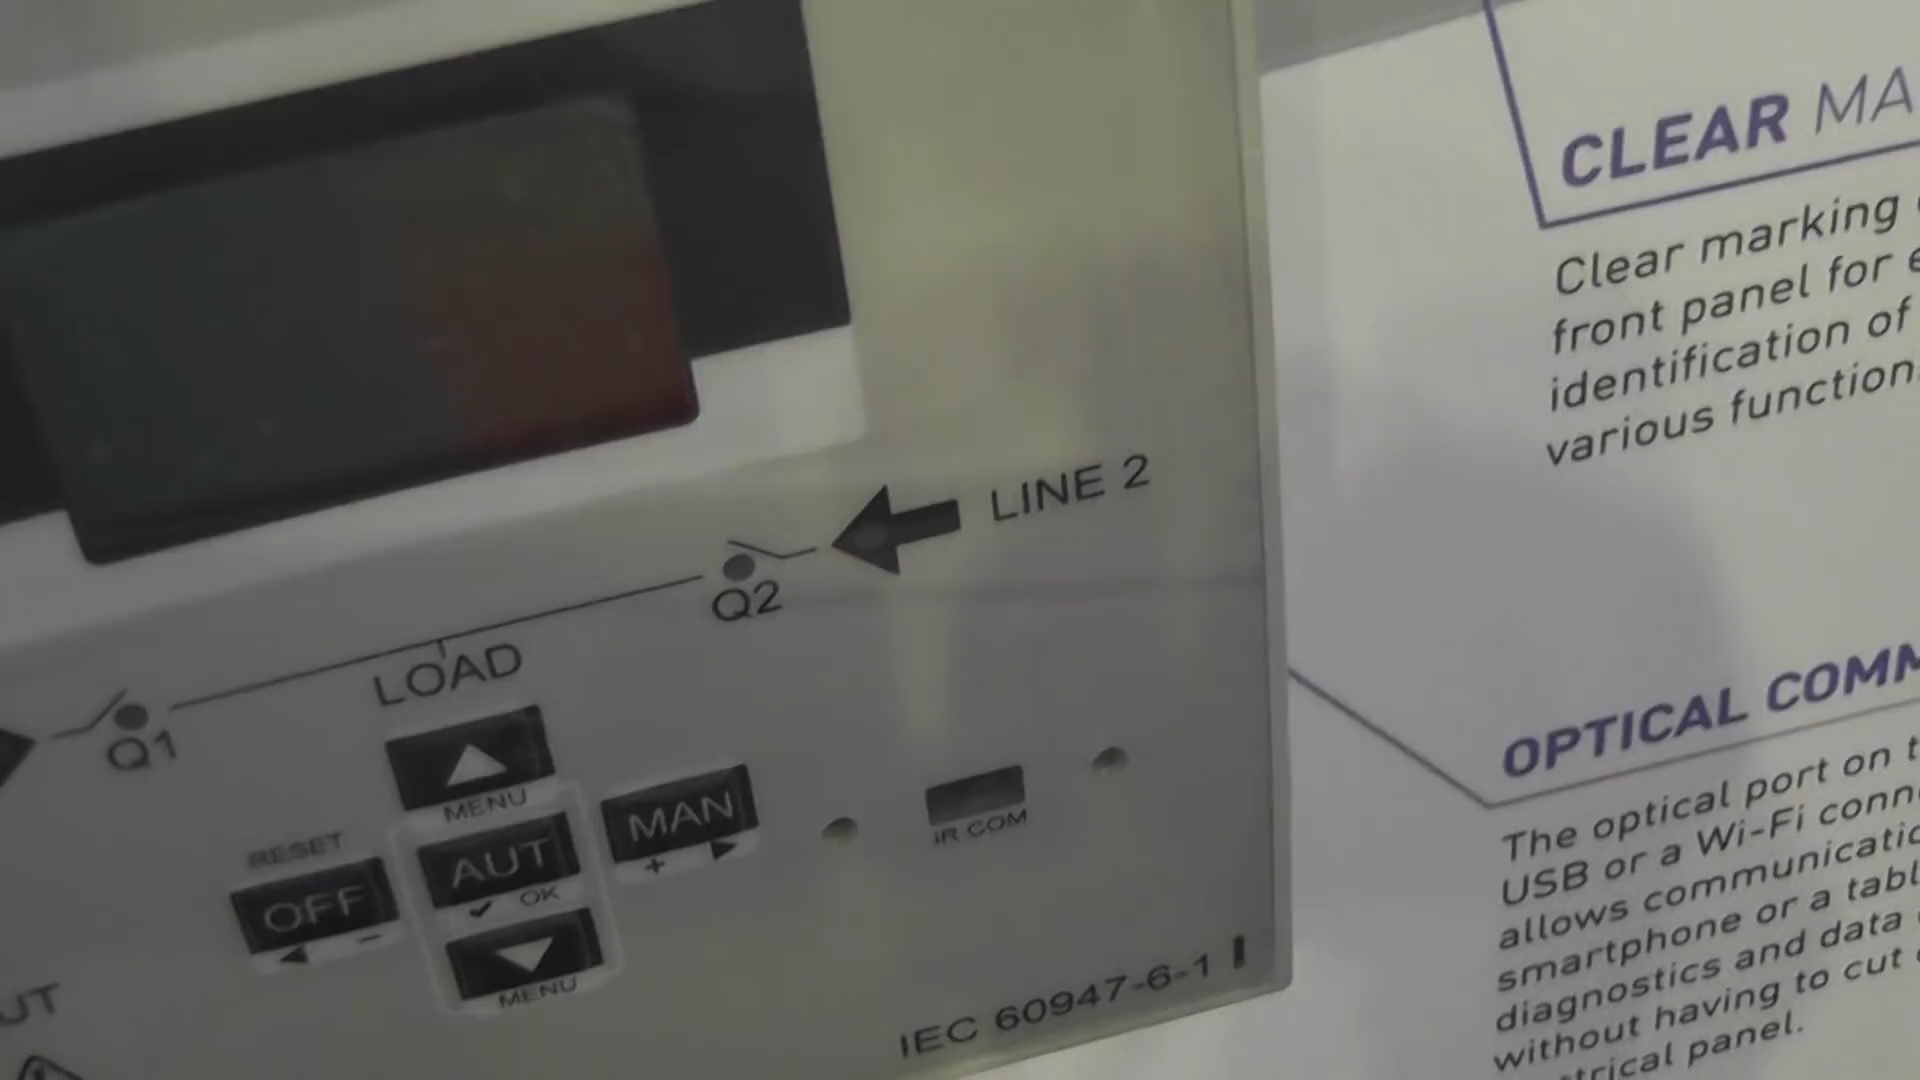 CLEAR MA
Clear marking
front panel for
identification of
various function
LINE 2
Q2
LOAD
Q1
MENU
RESET
OFF
AUT
MAN
- +
OK
MENU
IR COM
UT
IEC 60947-6-1
OPTICAL COMM
The optical port on t
USB or a Wi-Fi conn
allows communicatic
smartphone or a tabl
diagnostics and data
without having to cut
trical panel.